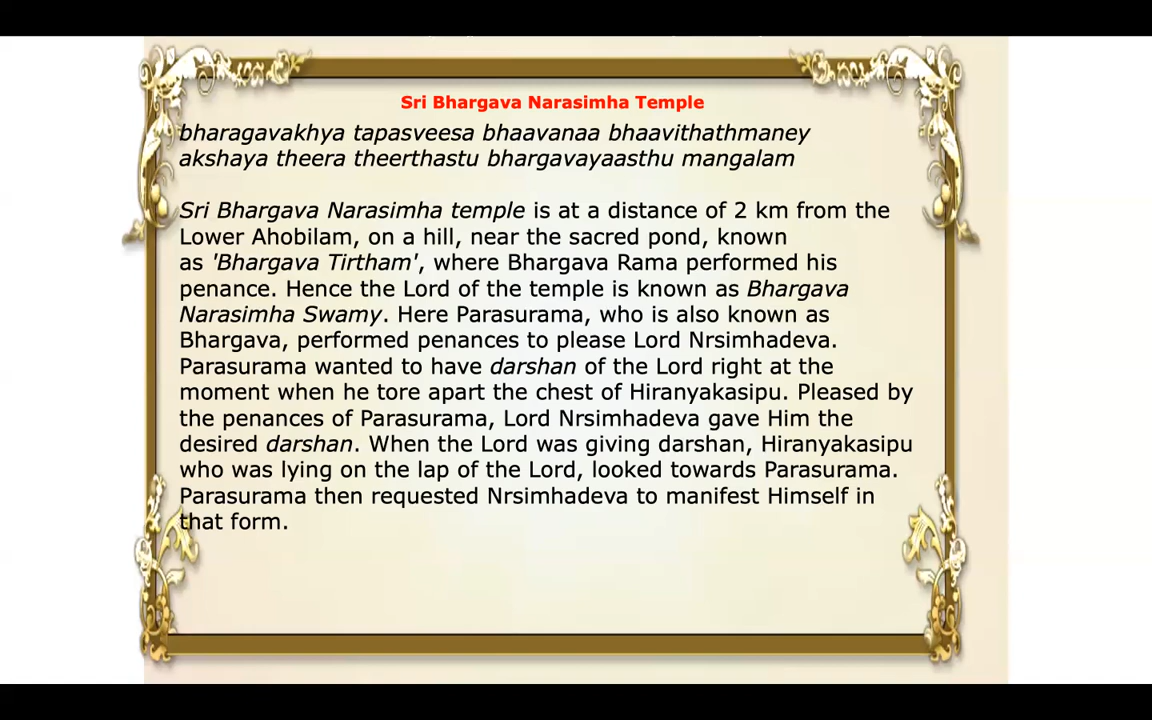 Sri Bhargava Narasimha Temple
bharagavakhya tapasveesa bhaavanaa bhaavithathmaney
akshaya theera theerthastu bhargavayaasthu mangalam
Sri Bhargava Narasimha temple is at a distance of 2 km from the
Lower Ahobilam, on a hill, near the sacred pond, known
as 'Bhargava Tirtham', where Bhargava Rama performed his
penance. Hence the Lord of the temple is known as Bhargava
Narasimha Swamy. Here Parasurama, who is also known as
Bhargava, performed penances to please Lord Nrsimhadeva.
Parasurama wanted to have darshan of the Lord right at the
moment when he tore apart the chest of Hiranyakasipu. Pleased by
the penances of Parasurama, Lord Nrsimhadeva gave Him the
desired darshan. When the Lord was giving darshan, Hiranyakasipu
who was lying on the lap of the Lord, looked towards Parasurama.
Parasurama then requested Nrsimhadeva to manifest Himself in
that form.